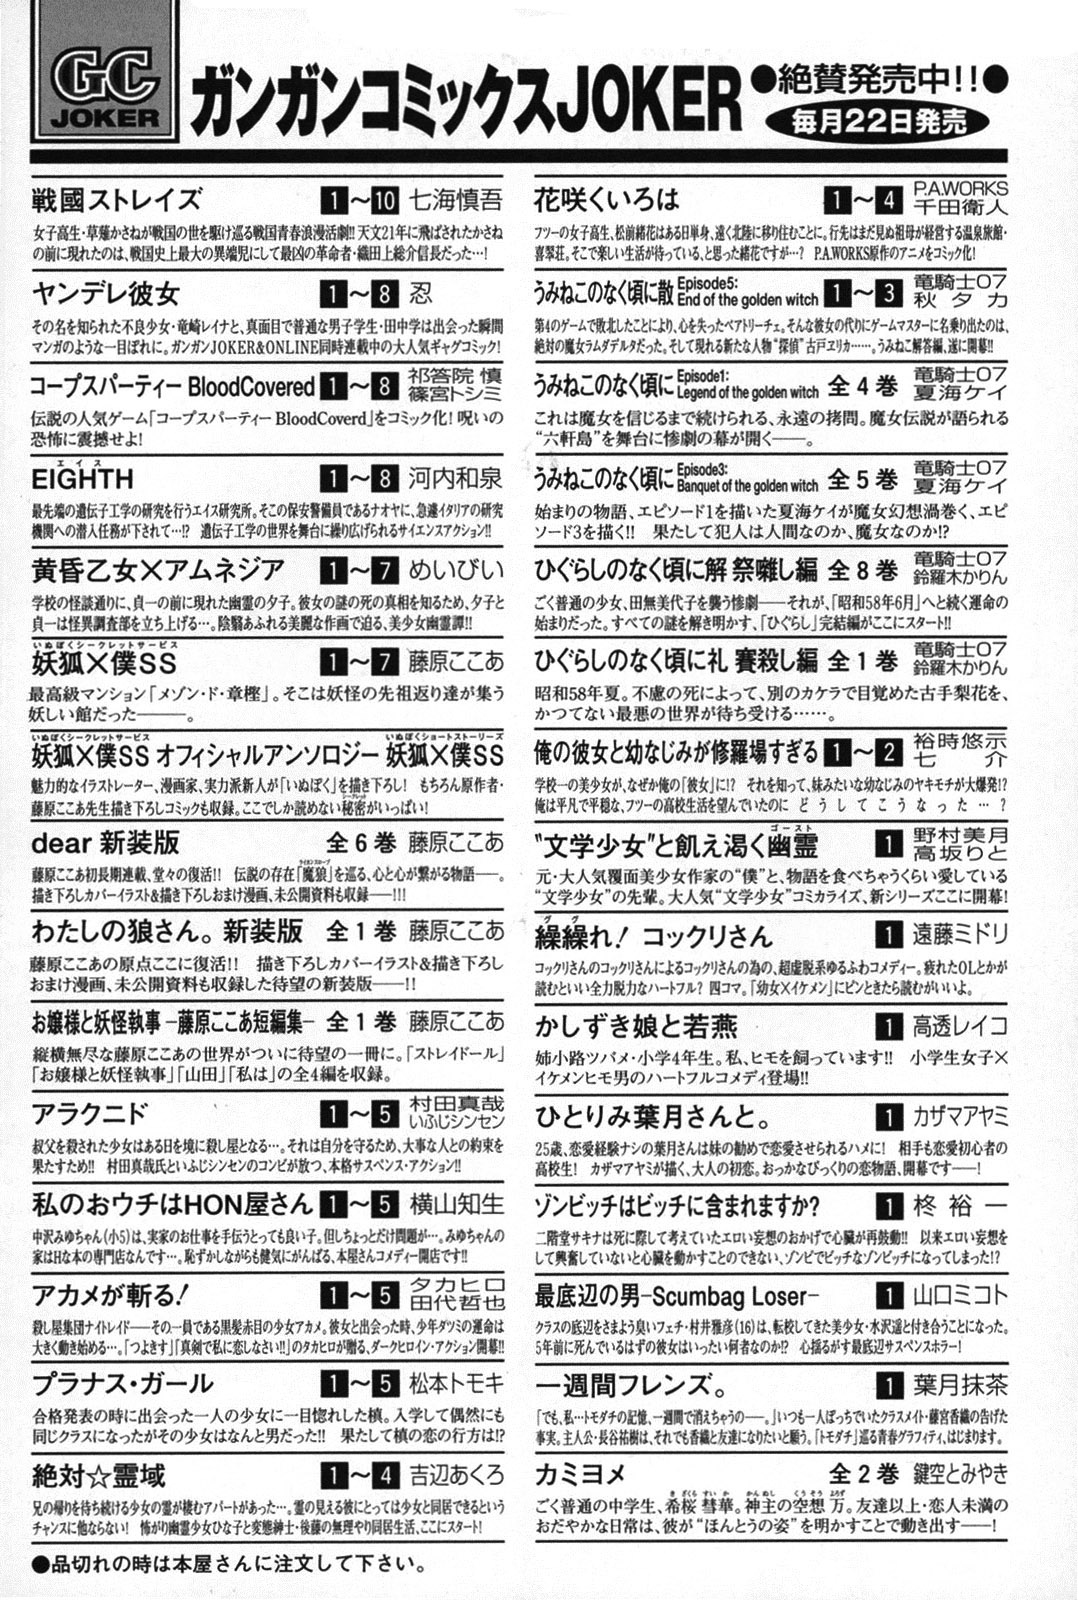 GC
JOKER
ガンガンコミックスJOKER
●絶賛発売中!!●
毎月22日発売
戦國ストレイズ 1〜10 七海慎吾
女子高生・草薙かさねが戦国の世を駆け巡る戦国青春浪漫活劇!! 天文21年に飛ばされたかさね
の前に現れたのは、戦国史上最大の異端児にして最凶の革命者・織田上総介信長だった…!
ヤンデレ彼女 1〜8 忍
その名を知られた不良少女・竜崎レイナと、真面目で普通な男子学生・田中学は出会った瞬間
マンガのような一目ぼれに。ガンガンJOKER&ONLINE同時連載中の大人気ギャグコミック!
コープスパーティー BloodCovered 1〜8 祁答院 慎 篠宮トシミ
伝説の人気ゲーム「コープスパーティー BloodCoverd」をコミック化! 呪いの
恐怖に震撼せよ!
エイス
EIGHTH 1〜8 河内和泉
最先端の遺伝子工学の研究を行うエイス研究所。そこの保安警備員であるナオヤに、急遽イタリアの研究
機関への潜入任務が下されて…!? 遺伝子工学の世界を舞台に繰り広げられるサイエンスアクション!!
黄昏乙女×アムネジア 1〜7 めいびい
学校の怪談通りに、貞一の前に現れた幽霊の夕子。彼女の謎の死の真相を知るため、夕子と
貞一は怪異調査部を立ち上げる…。陰翳あふれる美麗な作画で迫る、美少女幽霊譚!!
いぬぼくシークレットサービス
妖狐×僕SS 1〜7 藤原ここあ
最高級マンション「メゾン・ド・章樫」。そこは妖怪の先祖返り達が集う
妖しい館だった———。
いぬぼくシークレットサービス いぬぼくショートストーリーズ
妖狐×僕SS オフィシャルアンソロジー 妖狐×僕SS
魅力的なイラストレーター、漫画家、実力派新人が「いぬぼく」を描き下ろし! もちろん原作者・
シークレット
藤原ここあ先生描き下ろしコミックも収録。ここでしか読めない秘密がいっぱい!
dear 新装版 全6巻 藤原ここあ
ライカンスロープ
藤原ここあ初長期連載、堂々の復活!! 伝説の存在「魔狼」を巡る、心と心が繋がる物語——。
描き下ろしカバーイラスト&描き下ろしおまけ漫画、未公開資料も収録——!!!
わたしの狼さん。 新装版 全1巻 藤原ここあ
藤原ここあの原点ここに復活!! 描き下ろしカバーイラスト&描き下ろし
おまけ漫画、未公開資料も収録した待望の新装版——!!
お嬢様と妖怪執事 -藤原ここあ短編集- 全1巻 藤原ここあ
縦横無尽な藤原ここあの世界がついに待望の一冊に。「ストレイドール」
「お嬢様と妖怪執事」「山田」「私は」の全4編を収録。
アラクニド 1〜5 村田真哉 いふじシンセン
叔父を殺された少女はある日を境に殺し屋となる…。それは自分を守るため、大事な人との約束を
果たすため!! 村田真哉氏といふじシンセンのコンビが放つ、本格サスペンス・アクション!!
私のおウチはHON屋さん 1〜5 横山知生
中沢みゆちゃん(小5)は、実家のお仕事を手伝うとっても良い子。但しちょっとだけ問題が…。みゆちゃんの
家はHな本の専門店なんです…。恥ずかしながらも健気にがんばる、本屋さんコメディー開店です!!
アカメが斬る! 1〜5 タカヒロ 田代哲也
殺し屋集団ナイトレイド——その一員である黒髪赤目の少女アカメ。彼女と出会った時、少年タツミの運命は
大きく動き始める…。「つよきす」「真剣で私に恋しなさい!!」のタカヒロが贈る、ダークヒロイン・アクション開幕!!
プラナス・ガール 1〜5 松本トモキ
合格発表の時に出会った一人の少女に一目惚れした槙。入学して偶然にも
同じクラスになったがその少女はなんと男だった!! 果たして槙の恋の行方は!?
絶対☆霊域 1〜4 吉辺あくろ
兄の帰りを待ち続ける少女の霊が棲むアパートがあった…。霊の見える彼にとっては少女と同居できるという
チャンスに他ならない! 怖がり幽霊少女ひな子と変態紳士・後藤の無理やり同居生活、ここにスタート!
●品切れの時は本屋さんに注文して下さい。
花咲くいろは 1〜4 P.A.WORKS 千田衛人
フツーの女子高生、松前緒花はある日単身、遠く北陸に移り住むことに。行先はまだ見ぬ祖母が経営する温泉旅館・
喜翠荘。そこで楽しい生活が待っている、と思った緒花ですが…? P.A.WORKS原作のアニメをコミック化!
うみねこのなく頃に散 Episode5: End of the golden witch 1〜3 竜騎士07 秋タカ
第4のゲームで敗北したことにより、心を失ったベアトリーチェ。そんな彼女の代りにゲームマスターに名乗り出たのは、
絶対の魔女ラムダデルタだった。そして現れる新たな人物“探偵”古戸ヱリカ……。うみねこ解答編、遂に開幕!!
うみねこのなく頃に Episode1: Legend of the golden witch 全4巻 竜騎士07 夏海ケイ
これは魔女を信じるまで続けられる、永遠の拷問。魔女伝説が語られる
“六軒島”を舞台に惨劇の幕が開く——。
うみねこのなく頃に Episode3: Banquet of the golden witch 全5巻 竜騎士07 夏海ケイ
始まりの物語、エピソード1を描いた夏海ケイが魔女幻想渦巻く、エピ
ソード3を描く!! 果たして犯人は人間なのか、魔女なのか!?
ひぐらしのなく頃に解 祭囃し編 全8巻 竜騎士07 鈴羅木かりん
ごく普通の少女、田無美代子を襲う惨劇——それが、「昭和58年6月」へと続く運命の
始まりだった。すべての謎を解き明かす、「ひぐらし」完結編がここにスタート!!
ひぐらしのなく頃に礼 賽殺し編 全1巻 竜騎士07 鈴羅木かりん
昭和58年夏。不慮の死によって、別のカケラで目覚めた古手梨花を、
かつてない最悪の世界が待ち受ける……。
俺の彼女と幼なじみが修羅場すぎる 1〜2 裕時悠示 七介
学校一の美少女が、なぜか俺の「彼女」に!? それを知って、妹みたいな幼なじみのヤキモチが大爆発!?
俺は平凡で平穏な、フツーの高校生活を望んでいたのに どうしてこうなった…?
ゴースト
“文学少女”と飢え渇く幽霊 1 野村美月 高坂りと
元・大人気覆面美少女作家の“僕”と、物語を食べちゃうくらい愛している
“文学少女”の先輩。大人気“文学少女”コミカライズ、新シリーズここに開幕!
ググ
繰繰れ! コックリさん 1 遠藤ミドリ
コックリさんのコックリさんによるコックリさんの為の、超虚脱系ゆるふわコメディー。疲れたOLとかが
読むといい全力脱力なハートフル? 四コマ。「幼女×イケメン」にピンときたら読むがいいよ。
かしずき娘と若燕 1 高透レイコ
姉小路ツバメ・小学4年生。私、ヒモを飼っています!! 小学生女子×
イケメンヒモ男のハートフルコメディ登場!!
ひとりみ葉月さんと。 1 カザマアヤミ
25歳、恋愛経験ナシの葉月さんは妹の勧めで恋愛させられるハメに! 相手も恋愛初心者の
高校生! カザマアヤミが描く、大人の初恋。おっかなびっくりの恋物語、開幕です——!
ゾンビッチはビッチに含まれますか? 1 柊裕一
二階堂サキナは死に際して考えていたエロい妄想のおかげで心臓が再鼓動!! 以来エロい妄想を
して興奮していないと心臓を動かすことのできない、ゾンビでビッチなゾンビッチになってしまった!?
最底辺の男-Scumbag Loser- 1 山口ミコト
クラスの底辺をさまよう臭いフェチ・村井雅彦(16)は、転校してきた美少女・水沢遥と付き合うことになった。
5年前に死んでいるはずの彼女はいったい何者なのか!? 心揺るがす最底辺サスペンスホラー!
一週間フレンズ。 1 葉月抹茶
「でも、私…トモダチの記憶、一週間で消えちゃうの—。」いつも一人ぼっちでいたクラスメイト・藤宮香織の告げた
事実。主人公・長谷祐樹は、それでも香織と友達になりたいと願う。「トモダチ」巡る青春グラフィティ、はじまります。
カミヨメ 全2巻 鍵空とみやき
きざくら すいか かんぬし くうそう よろず
ごく普通の中学生、希桜 彗華。神主の空想 万。友達以上・恋人未満の
おだやかな日常は、彼が“ほんとうの姿”を明かすことで動き出す——!